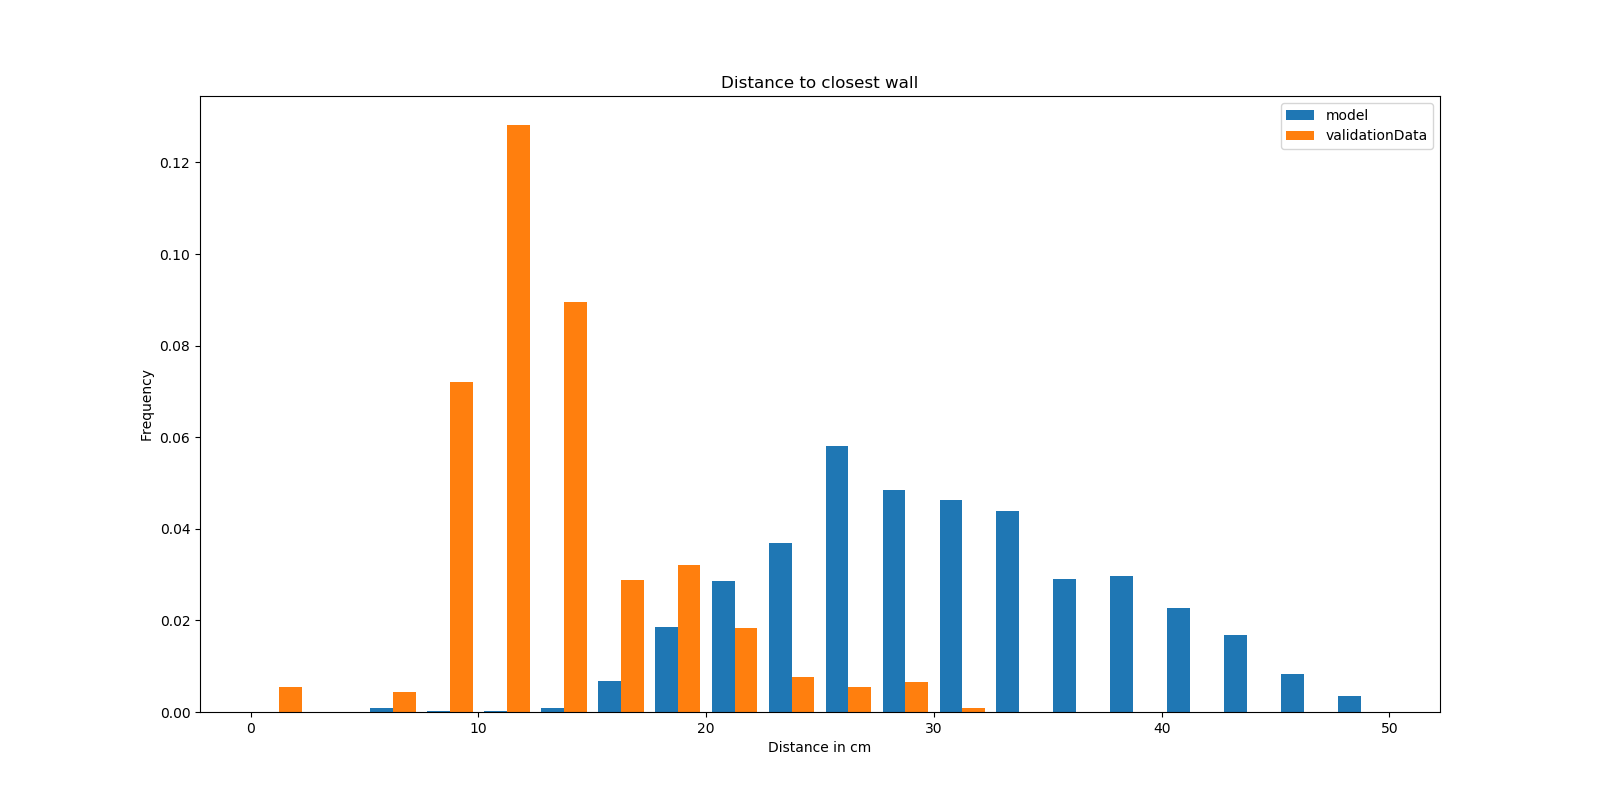 Distance to closest wall
model
validationData
Frequency
0.12
0.10
0.08
0.06
0.04
0.02
0.00
0 10 20 30 40 50
Distance in cm